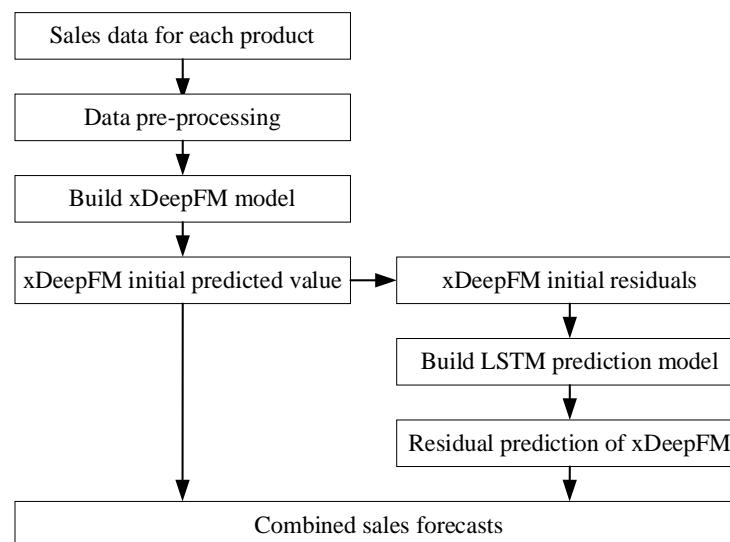 Sales data for each product
Data pre-processing
Build xDeepFM model
xDeepFM initial predicted value
xDeepFM initial residuals
Build LSTM prediction model
Residual prediction of xDeepFM
Combined sales forecasts